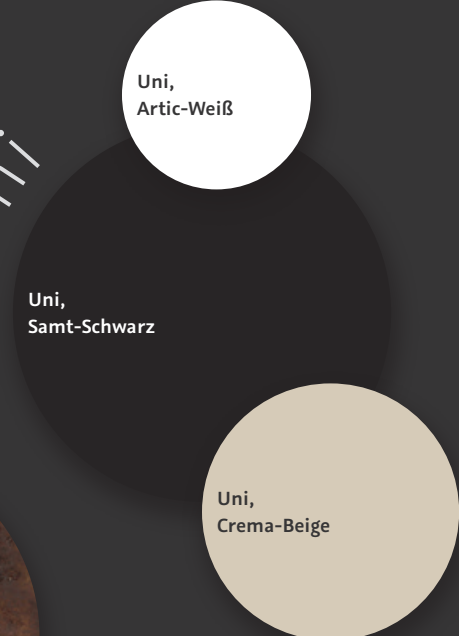 Uni,
Artic-Weiß
Uni,
Samt-Schwarz
Uni,
Crema-Beige